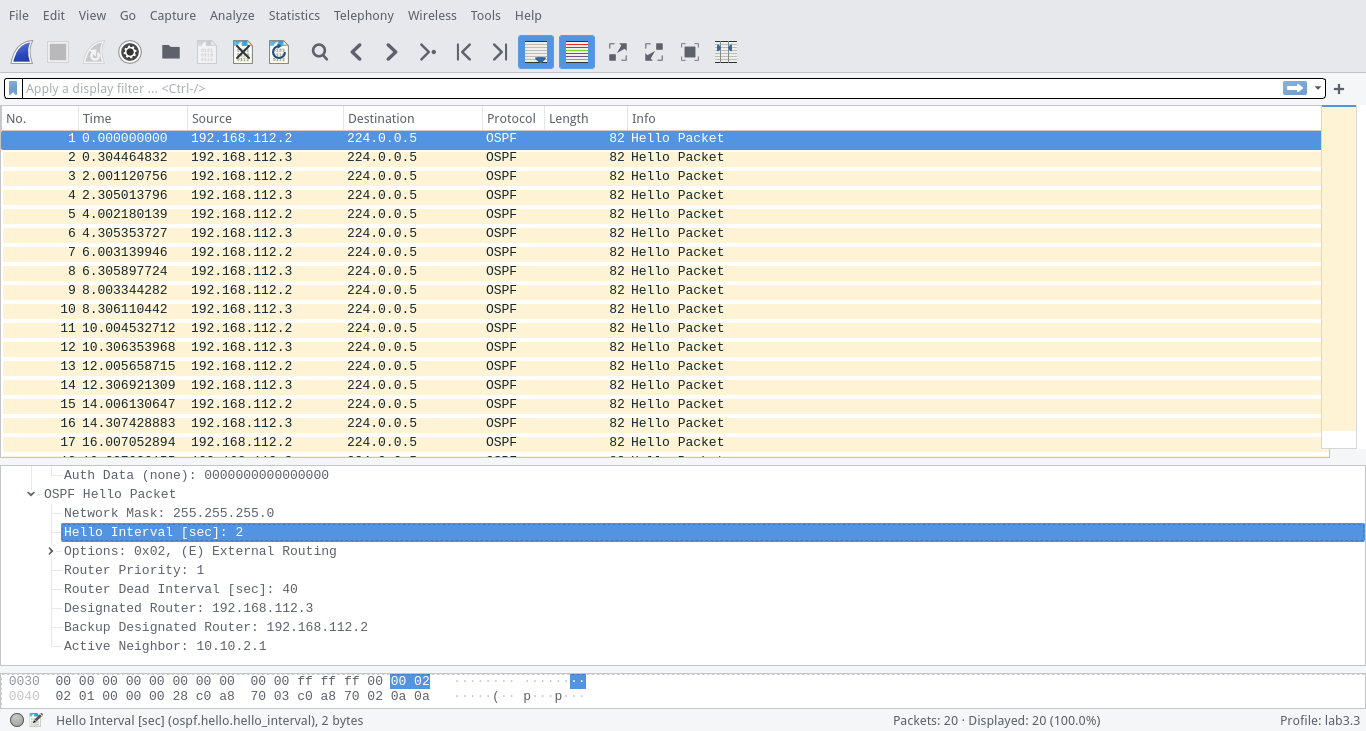 File Edit View Go Capture Analyze Statistics Telephony Wireless Tools Help
Apply a display filter ... <Ctrl-/>
No. Time Source Destination Protocol Length Info
1 0.000000000 192.168.112.2 224.0.0.5 OSPF 82 Hello Packet
2 0.304464832 192.168.112.3 224.0.0.5 OSPF 82 Hello Packet
3 2.001120756 192.168.112.2 224.0.0.5 OSPF 82 Hello Packet
4 2.305013796 192.168.112.3 224.0.0.5 OSPF 82 Hello Packet
5 4.002180139 192.168.112.2 224.0.0.5 OSPF 82 Hello Packet
6 4.305353727 192.168.112.3 224.0.0.5 OSPF 82 Hello Packet
7 6.003139946 192.168.112.2 224.0.0.5 OSPF 82 Hello Packet
8 6.305897724 192.168.112.3 224.0.0.5 OSPF 82 Hello Packet
9 8.003344282 192.168.112.2 224.0.0.5 OSPF 82 Hello Packet
10 8.306110442 192.168.112.3 224.0.0.5 OSPF 82 Hello Packet
11 10.004532712 192.168.112.2 224.0.0.5 OSPF 82 Hello Packet
12 10.306353968 192.168.112.3 224.0.0.5 OSPF 82 Hello Packet
13 12.005658715 192.168.112.2 224.0.0.5 OSPF 82 Hello Packet
14 12.306921309 192.168.112.3 224.0.0.5 OSPF 82 Hello Packet
15 14.006130647 192.168.112.2 224.0.0.5 OSPF 82 Hello Packet
16 14.307428883 192.168.112.3 224.0.0.5 OSPF 82 Hello Packet
17 16.007052894 192.168.112.2 224.0.0.5 OSPF 82 Hello Packet
Auth Data (none): 0000000000000000
OSPF Hello Packet
Network Mask: 255.255.255.0
Hello Interval [sec]: 2
Options: 0x02, (E) External Routing
Router Priority: 1
Router Dead Interval [sec]: 40
Designated Router: 192.168.112.3
Backup Designated Router: 192.168.112.2
Active Neighbor: 10.10.2.1
0030 00 00 00 00 00 00 00 00 00 00 ff ff ff 00 00 02 ········ ········
0040 02 01 00 00 00 28 c0 a8 70 03 c0 a8 70 02 0a 0a ·····(·· p···p···
Hello Interval [sec] (ospf.hello.hello_interval), 2 bytes Packets: 20 · Displayed: 20 (100.0%) Profile: lab3.3